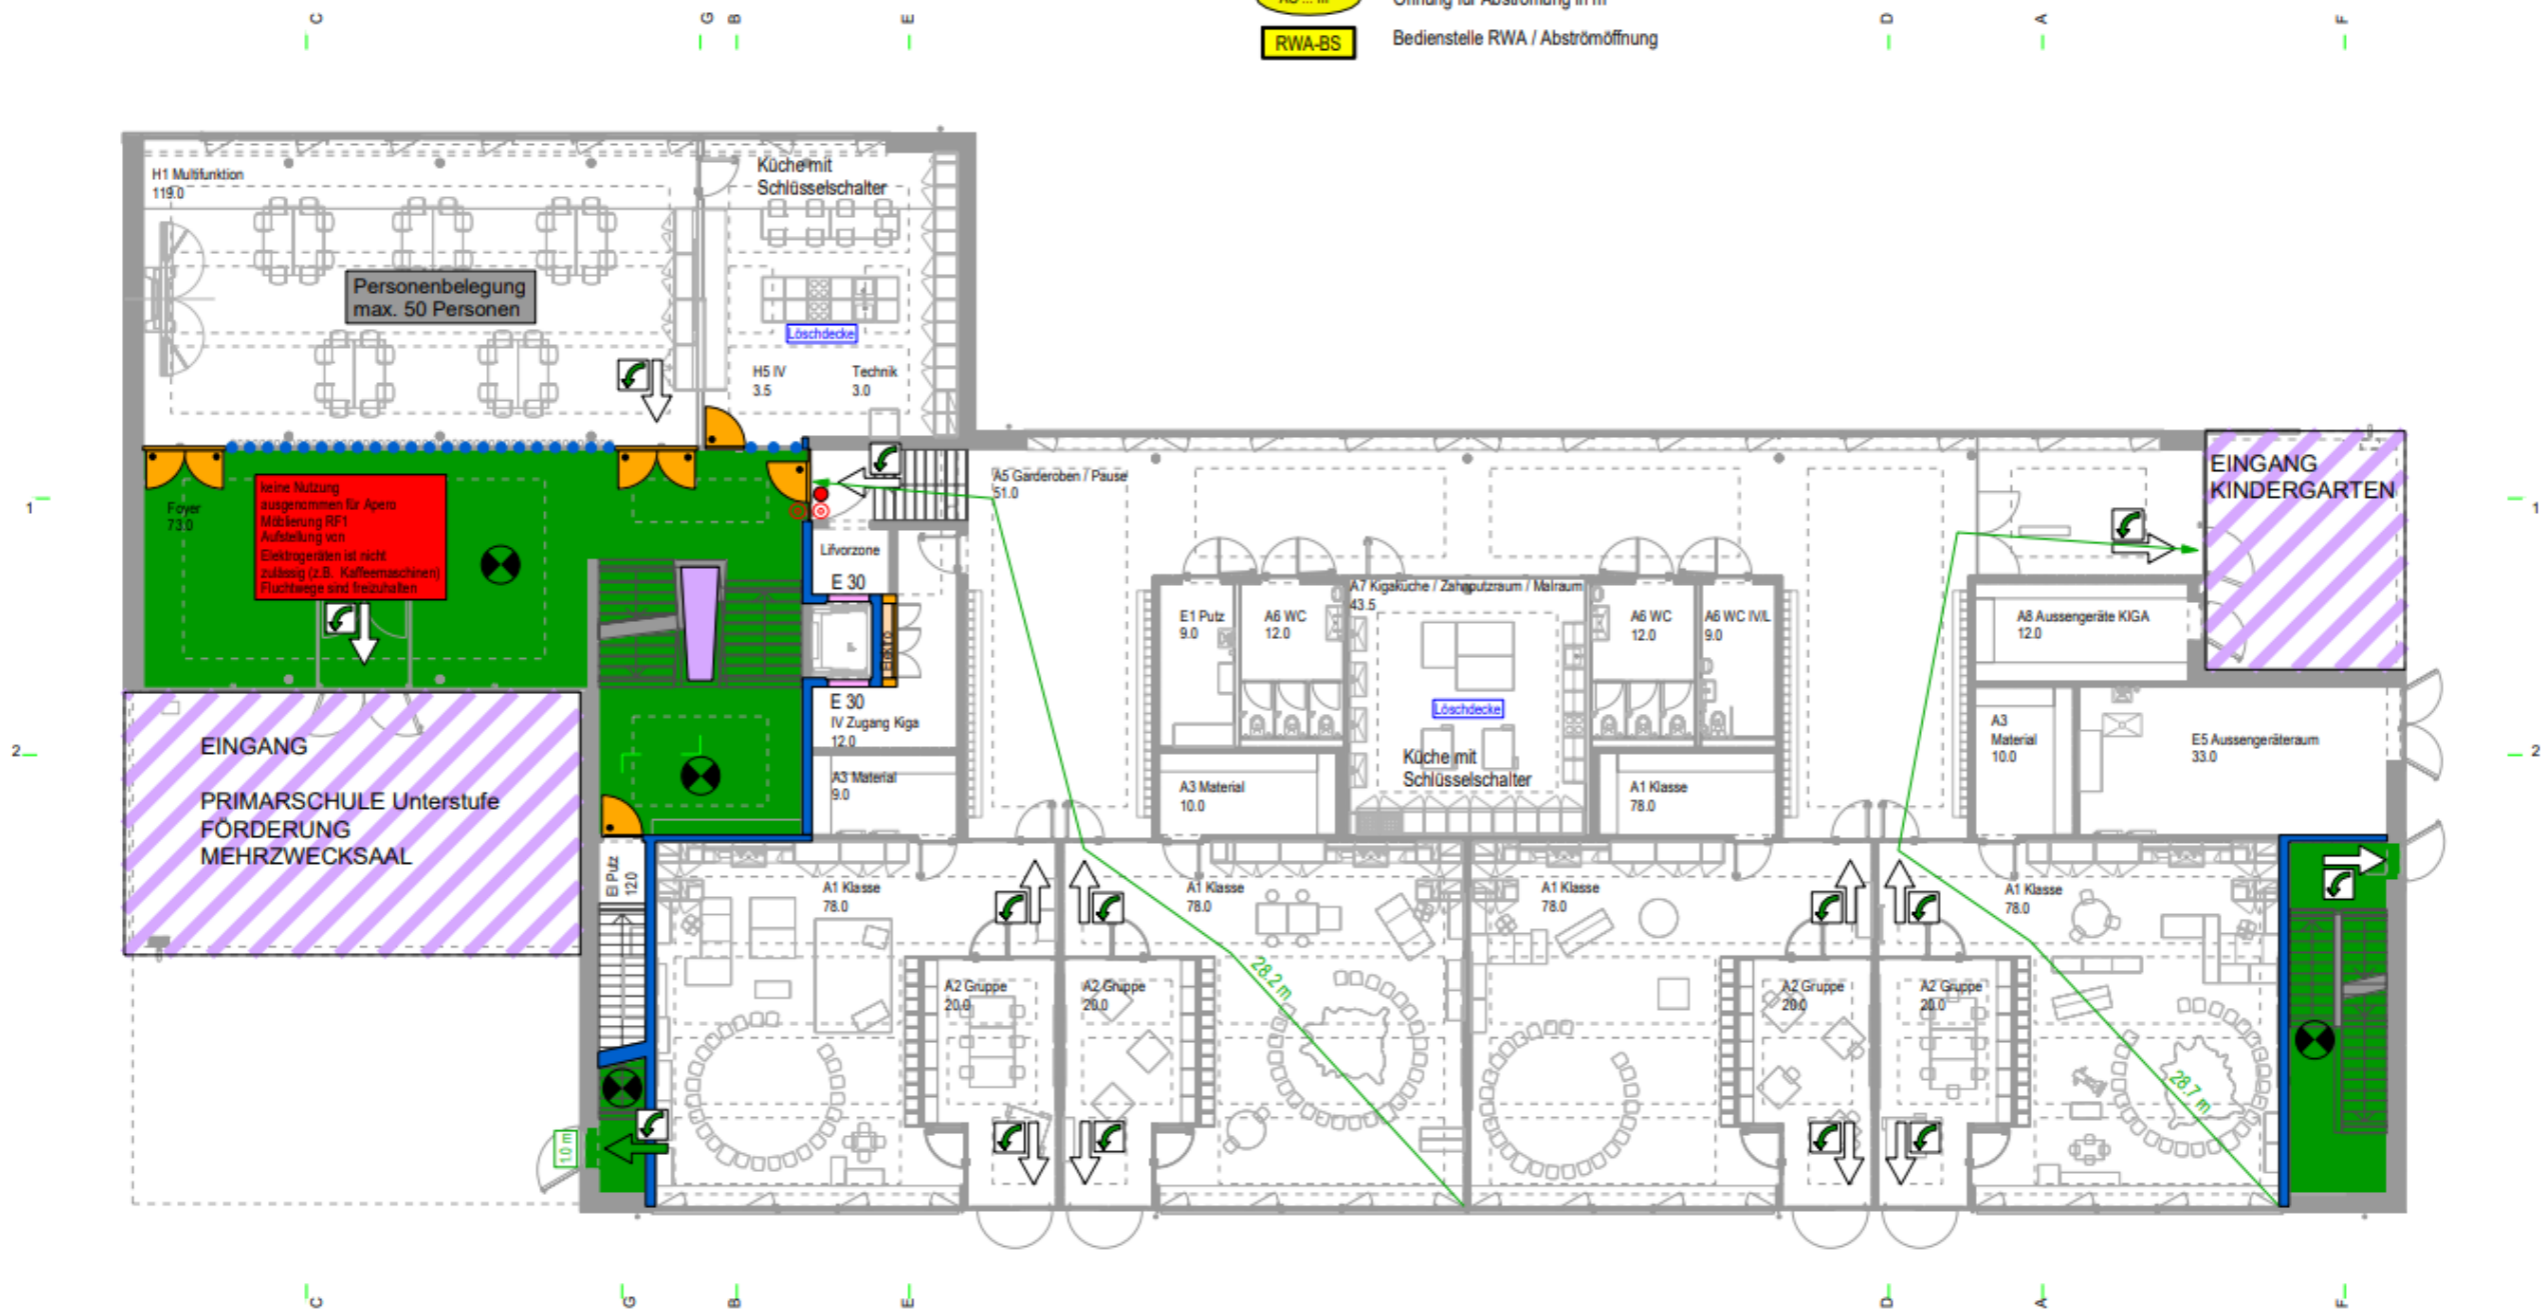 C
G
B
E
D
A
F
RWA-BS
Bedienstelle RWA / Abströmöffnung
H1 Multifunktion
119.0
Küche mit
Schlüsselschalter
Personenbelegung
max. 50 Personen
Löschdecke
H5 IV
3.5
Technik
3.0
1
Foyer
73.0
keine Nutzung
ausgenommen für Apero
Möblierung RF1
Aufstellung von
Elektrogeräten ist nicht
zulässig (z.B. Kaffeemaschinen)
Fluchtwege sind freizuhalten
A5 Garderoben / Pause
51.0
EINGANG
KINDERGARTEN
1
Lifvorzone
E 30
E1 Putz
9.0
A6 WC
12.0
A7 Kigaküche / Zahnputzraum / Malraum
43.5
A6 WC
12.0
A6 WC IV/L
9.0
A8 Aussengeräte KIGA
12.0
E 30
IV Zugang Kiga
12.0
Löschdecke
2
EINGANG
PRIMARSCHULE Unterstufe
FÖRDERUNG
MEHRZWECKSAAL
A3 Material
9.0
A3 Material
10.0
Küche mit
Schlüsselschalter
A1 Klasse
78.0
A3
Material
10.0
E5 Aussengeräteraum
33.0
2
El Putz
12.0
A1 Klasse
78.0
A1 Klasse
78.0
A1 Klasse
78.0
A1 Klasse
78.0
28.2 m
A2 Gruppe
20.0
A2 Gruppe
20.0
A2 Gruppe
20.0
A2 Gruppe
20.0
28.7 m
1.0 m
C
G
B
E
D
A
F